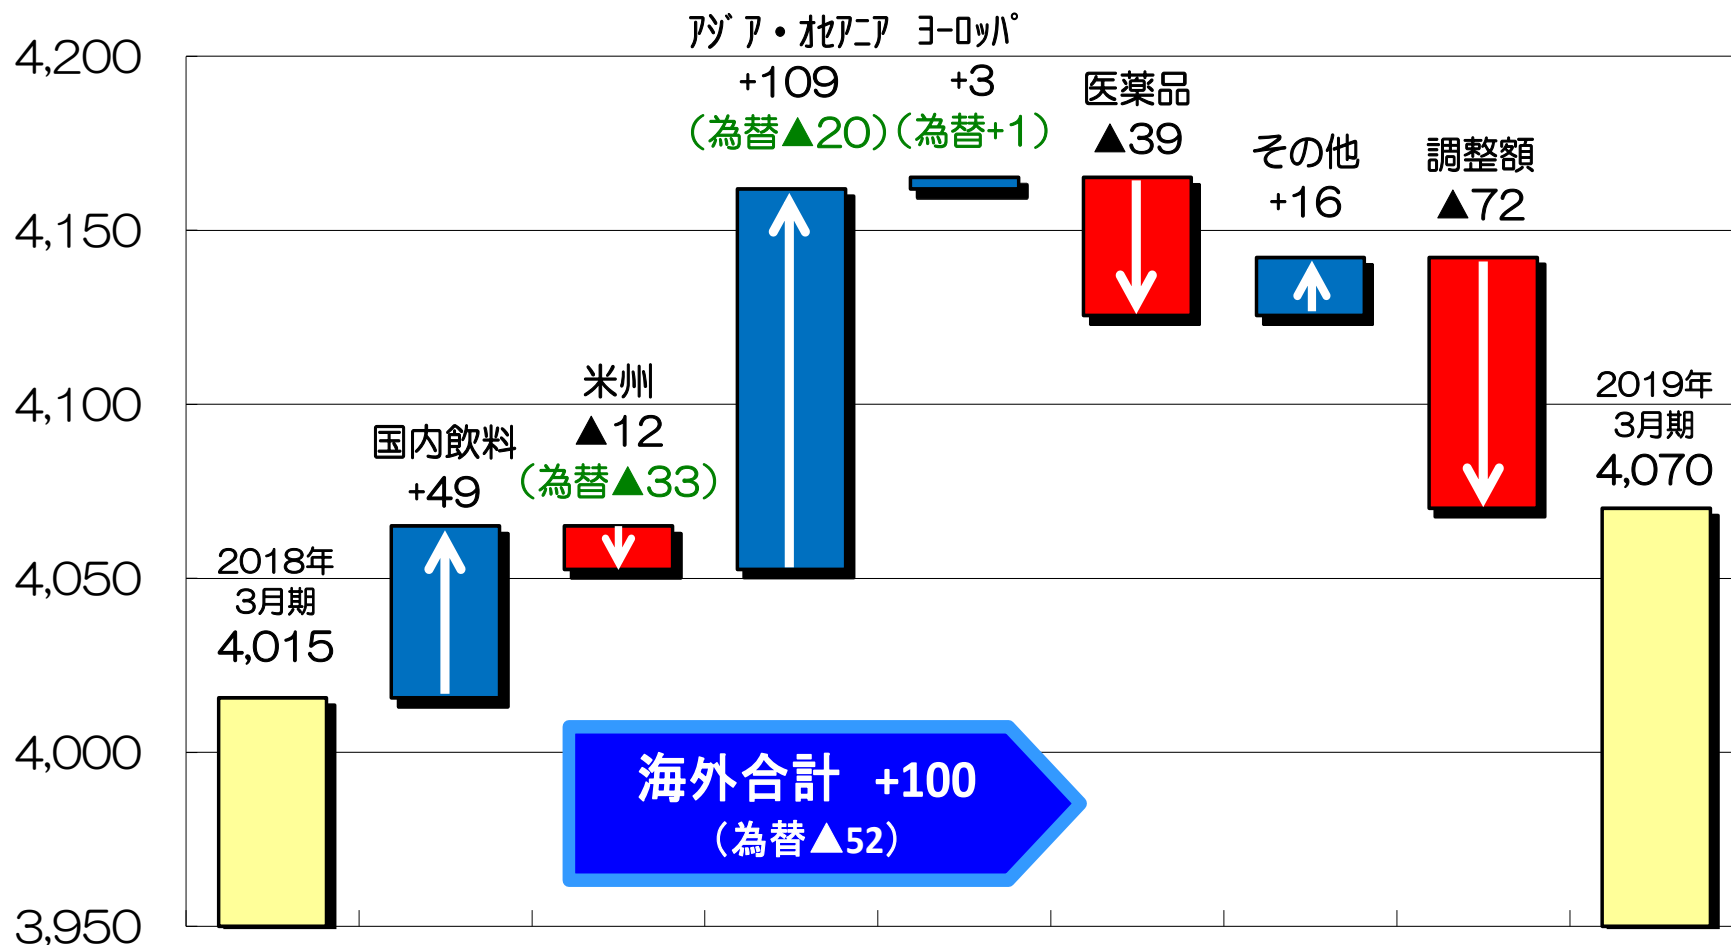 4,200
4,150
4,100
4,050
4,000
3,950
2018年
3月期
4,015
国内飲料
+49
米州
▲12
（為替▲33）
ｱｼﾞｱ・ｵｾｱﾆｱ
+109
（為替▲20）
ﾖｰﾛｯﾊﾟ
+3
（為替+1）
医薬品
▲39
その他
+16
調整額
▲72
2019年
3月期
4,070
海外合計 +100
（為替▲52）